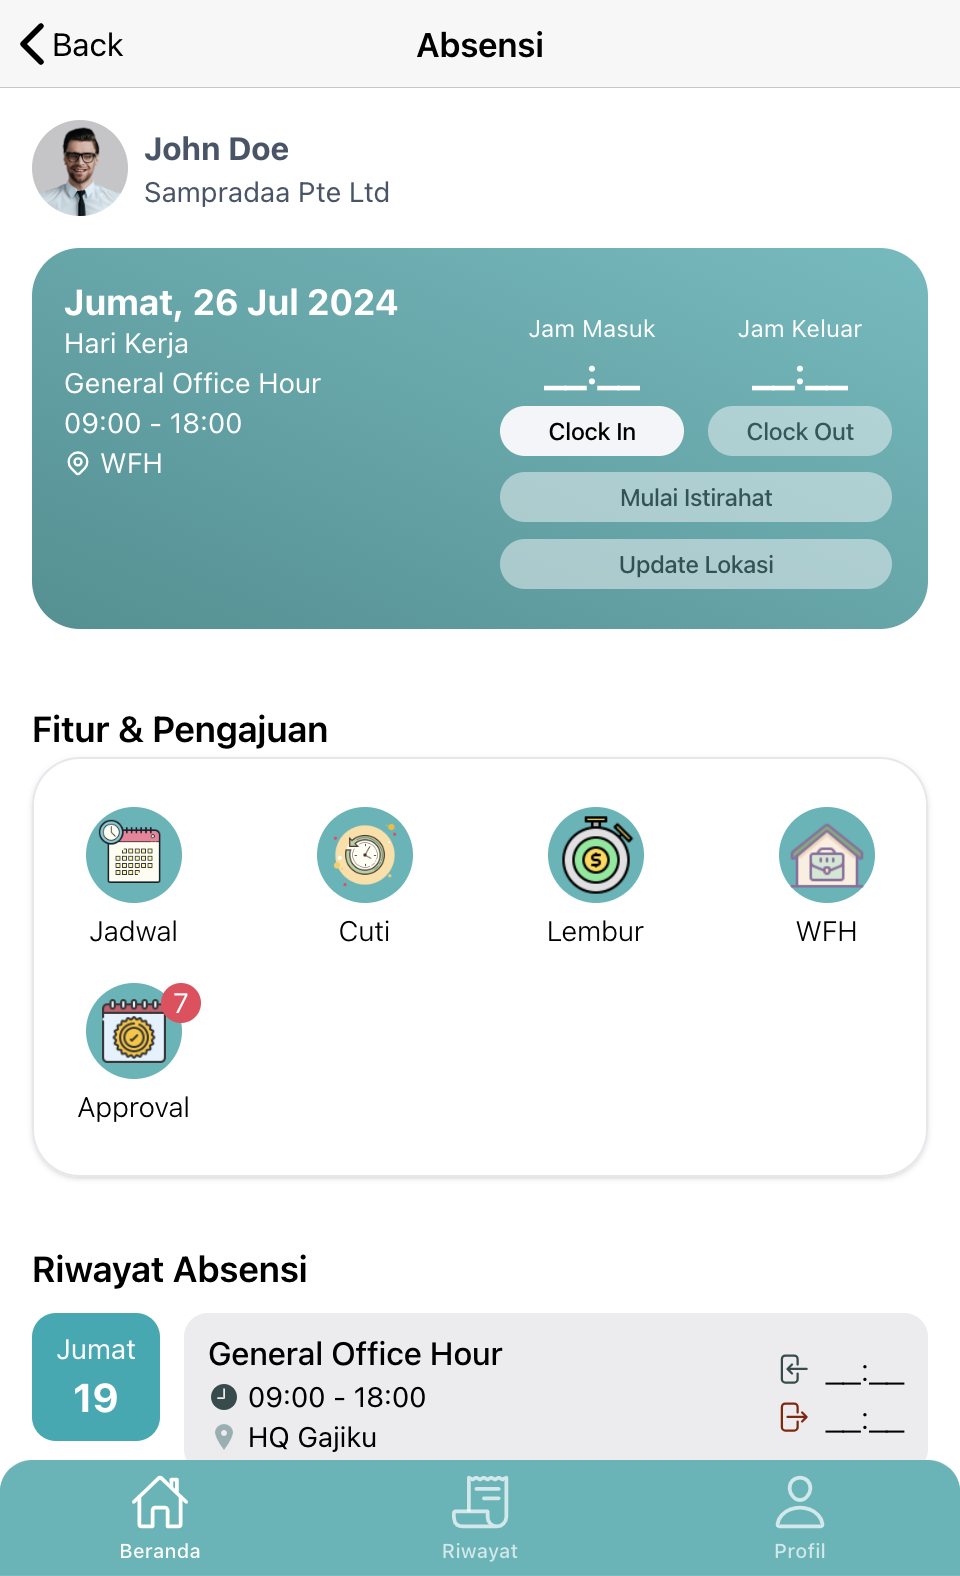 Back
Absensi
John Doe
Sampradaa Pte Ltd
Jumat, 26 Jul 2024
Hari Kerja
General Office Hour
09:00 - 18:00
WFH
Jam Masuk
Jam Keluar
__:__
__:__
Clock In
Clock Out
Mulai Istirahat
Update Lokasi
Fitur & Pengajuan
Jadwal
Cuti
Lembur
WFH
7
Approval
Riwayat Absensi
Jumat
19
General Office Hour
09:00 - 18:00
HQ Gajiku
__:__
__:__
Beranda
Riwayat
Profil